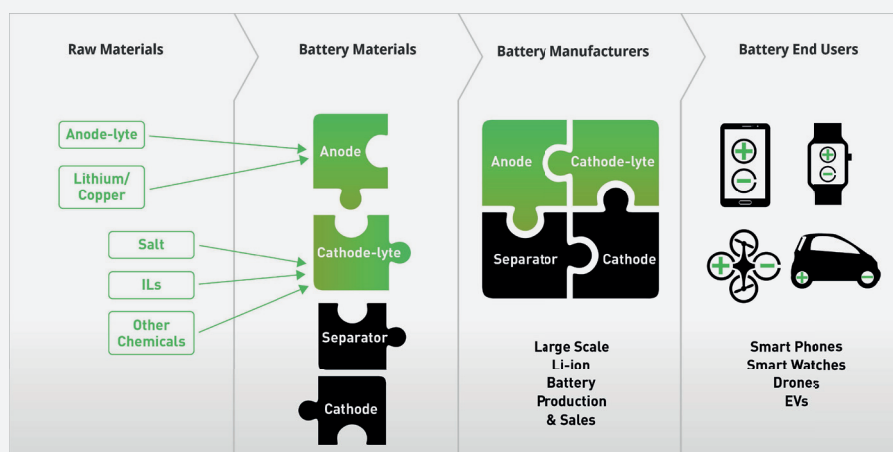 Raw Materials
Battery Materials
Battery Manufacturers
Battery End Users
Anode-lyte
Lithium/
Copper
Salt
ILs
Other
Chemicals
Anode
Cathode-lyte
Separator
Cathode
Anode
Cathode-lyte
Separator
Cathode
Large Scale
Li-ion
Battery
Production
& Sales
Smart Phones
Smart Watches
Drones
EVs